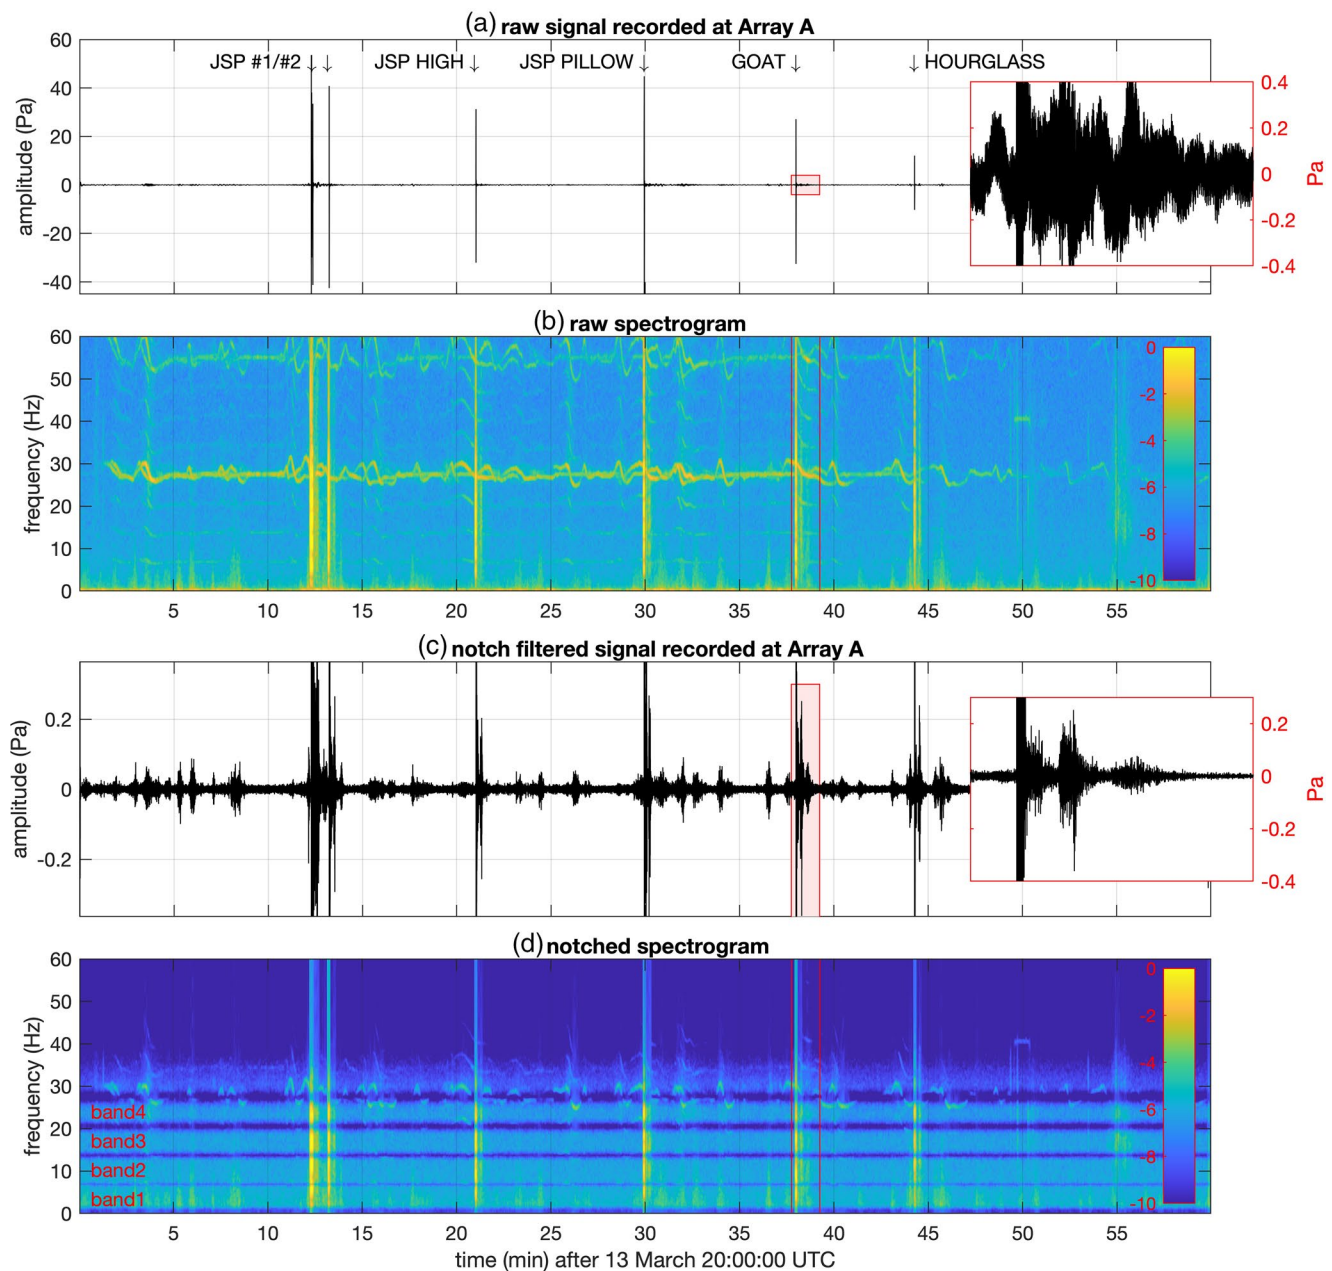 (a) raw signal recorded at Array A
60
40
20
0
-20
-40
amplitude (Pa)
JSP #1/#2 ↓ ↓
JSP HIGH ↓
JSP PILLOW ↓
GOAT ↓
↓ HOURGLASS
0.4
0.2
0
-0.2
-0.4
Pa
(b) raw spectrogram
60
50
40
30
20
10
0
frequency (Hz)
0
-2
-4
-6
-8
-10
5 10 15 20 25 30 35 40 45 50 55
(c) notch filtered signal recorded at Array A
0.2
0
-0.2
amplitude (Pa)
0.2
0
-0.2
-0.4
Pa
(d) notched spectrogram
60
50
40
30
20
10
0
frequency (Hz)
band4
band3
band2
band1
0
-2
-4
-6
-8
-10
5 10 15 20 25 30 35 40 45 50 55
time (min) after 13 March 20:00:00 UTC